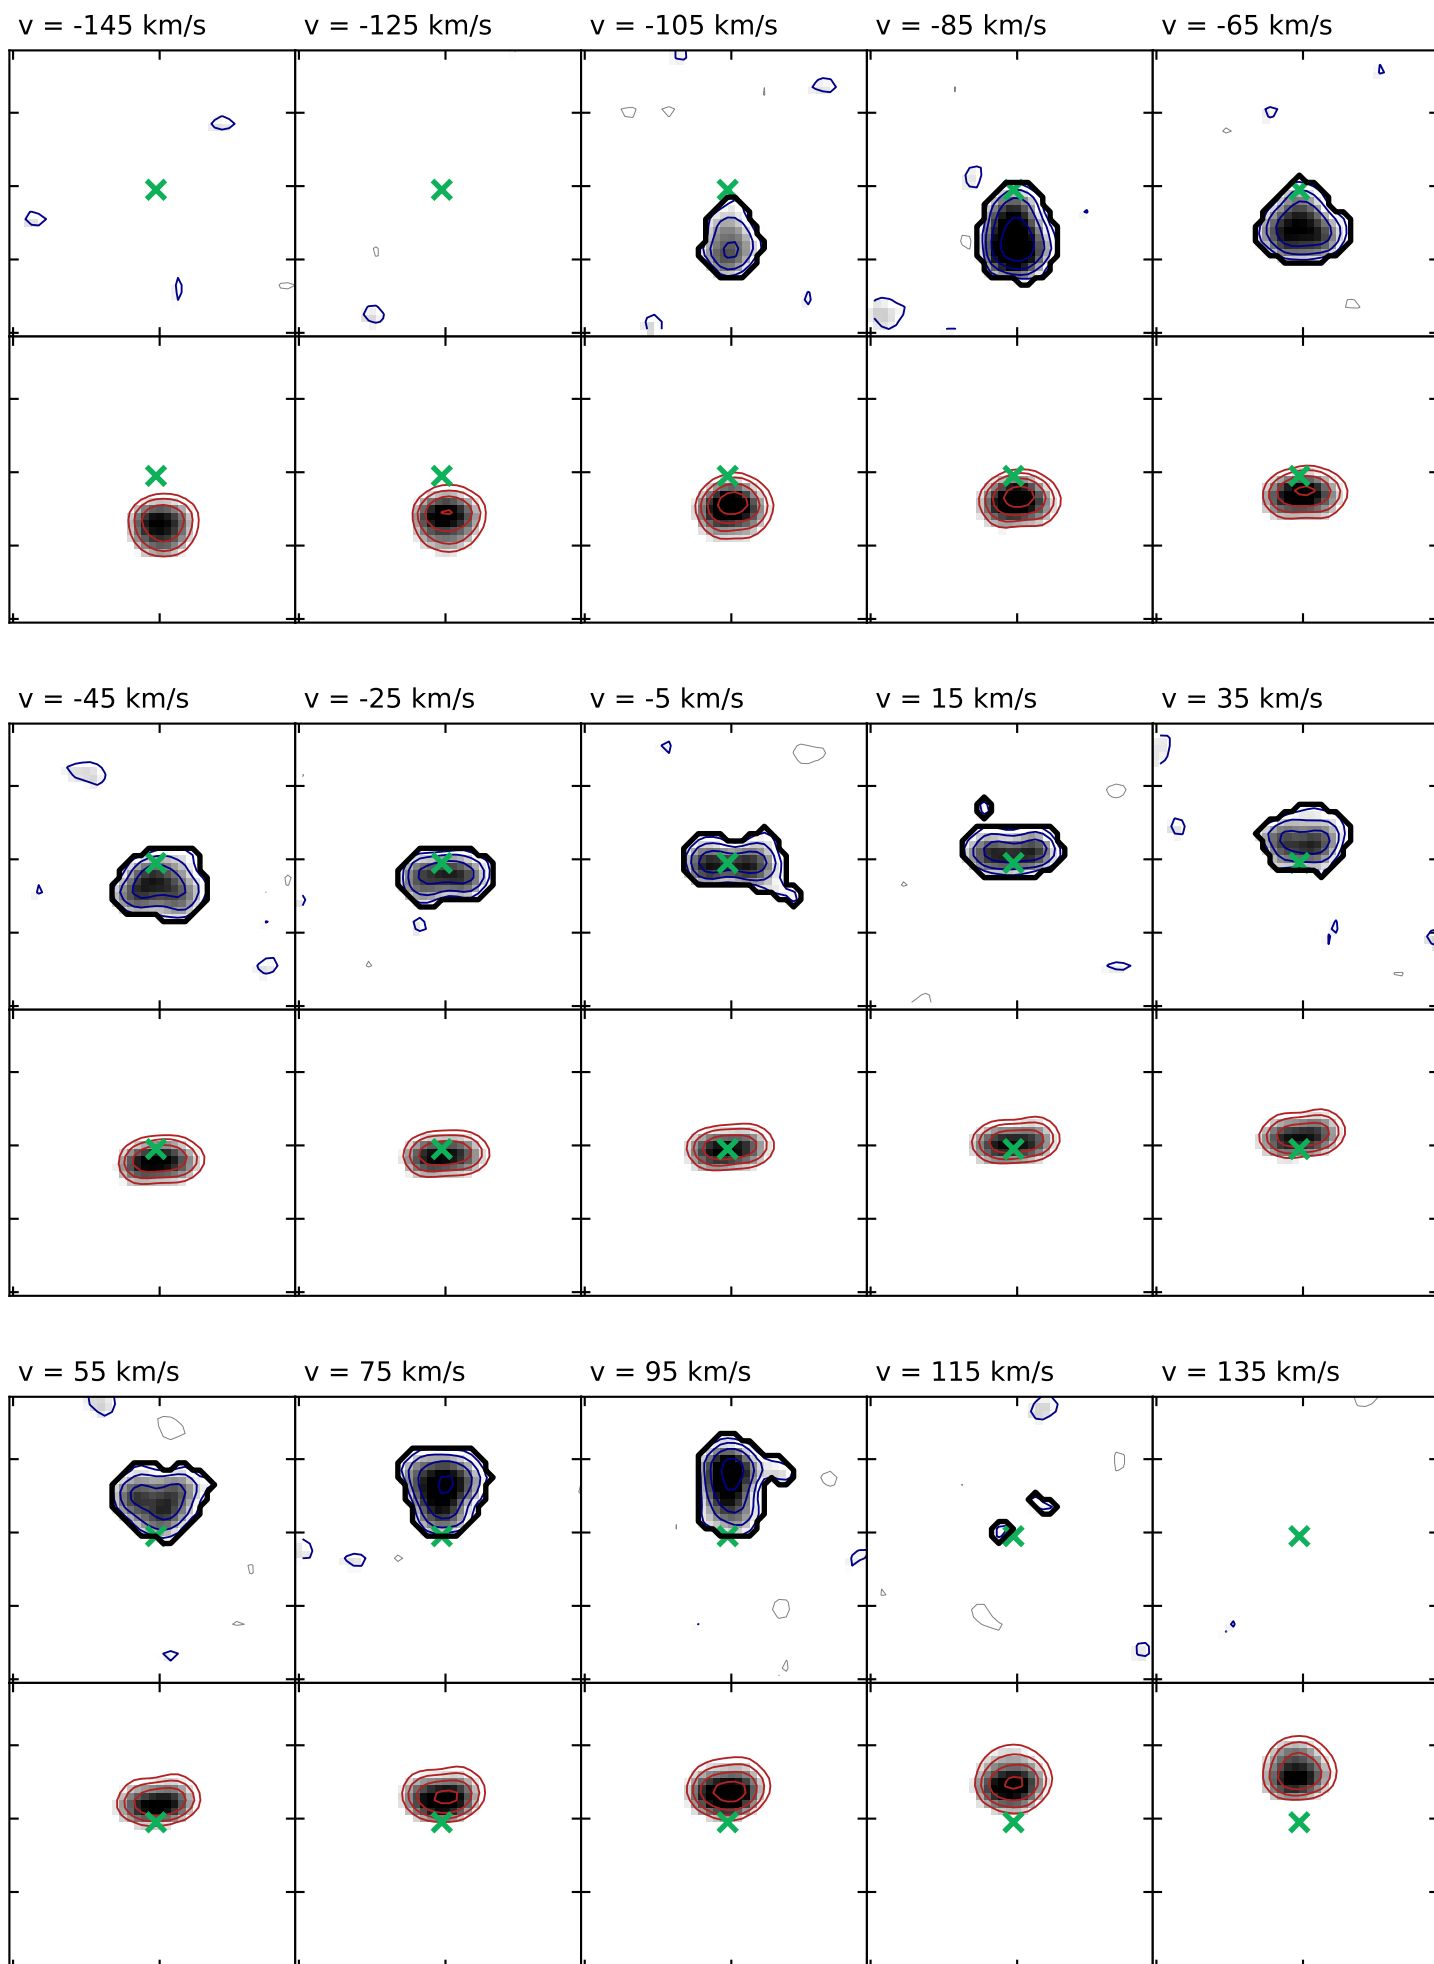 v = -145 km/s
v = -125 km/s
v = -105 km/s
v = -85 km/s
v = -65 km/s
v = -45 km/s
v = -25 km/s
v = -5 km/s
v = 15 km/s
v = 35 km/s
v = 55 km/s
v = 75 km/s
v = 95 km/s
v = 115 km/s
v = 135 km/s